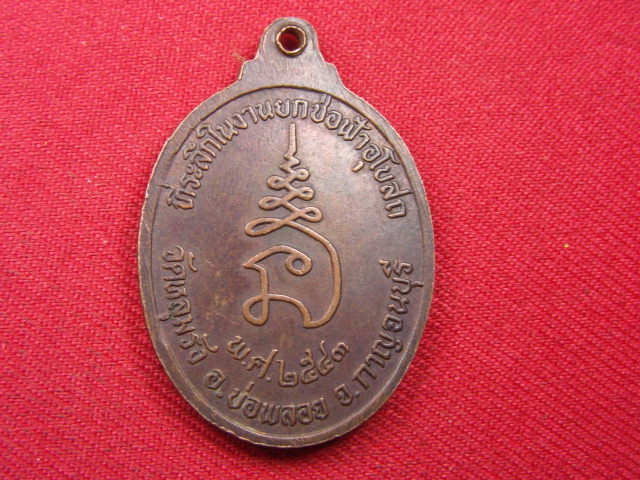 ที่ระลึกในงานยกช่อฟ้าอุโบสถ
พ.ศ.๒๕๔๓
วัดหลุมรัง อ.บ่อพลอย จ.กาญจนบุรี